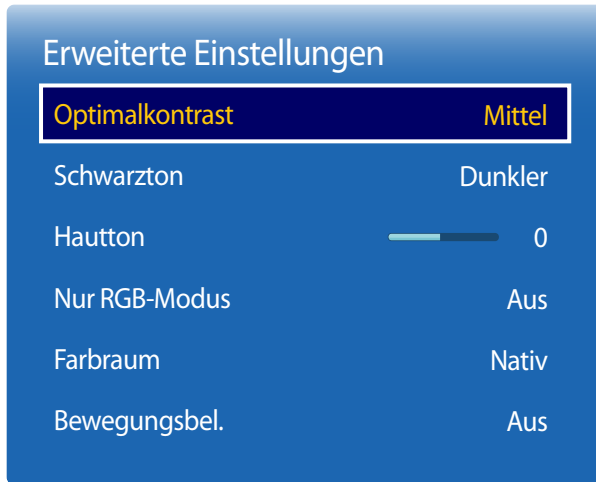 Erweiterte Einstellungen
Optimalkontrast Mittel
Schwarzton Dunkler
Hautton 0
Nur RGB-Modus Aus
Farbraum Nativ
Bewegungsbel. Aus